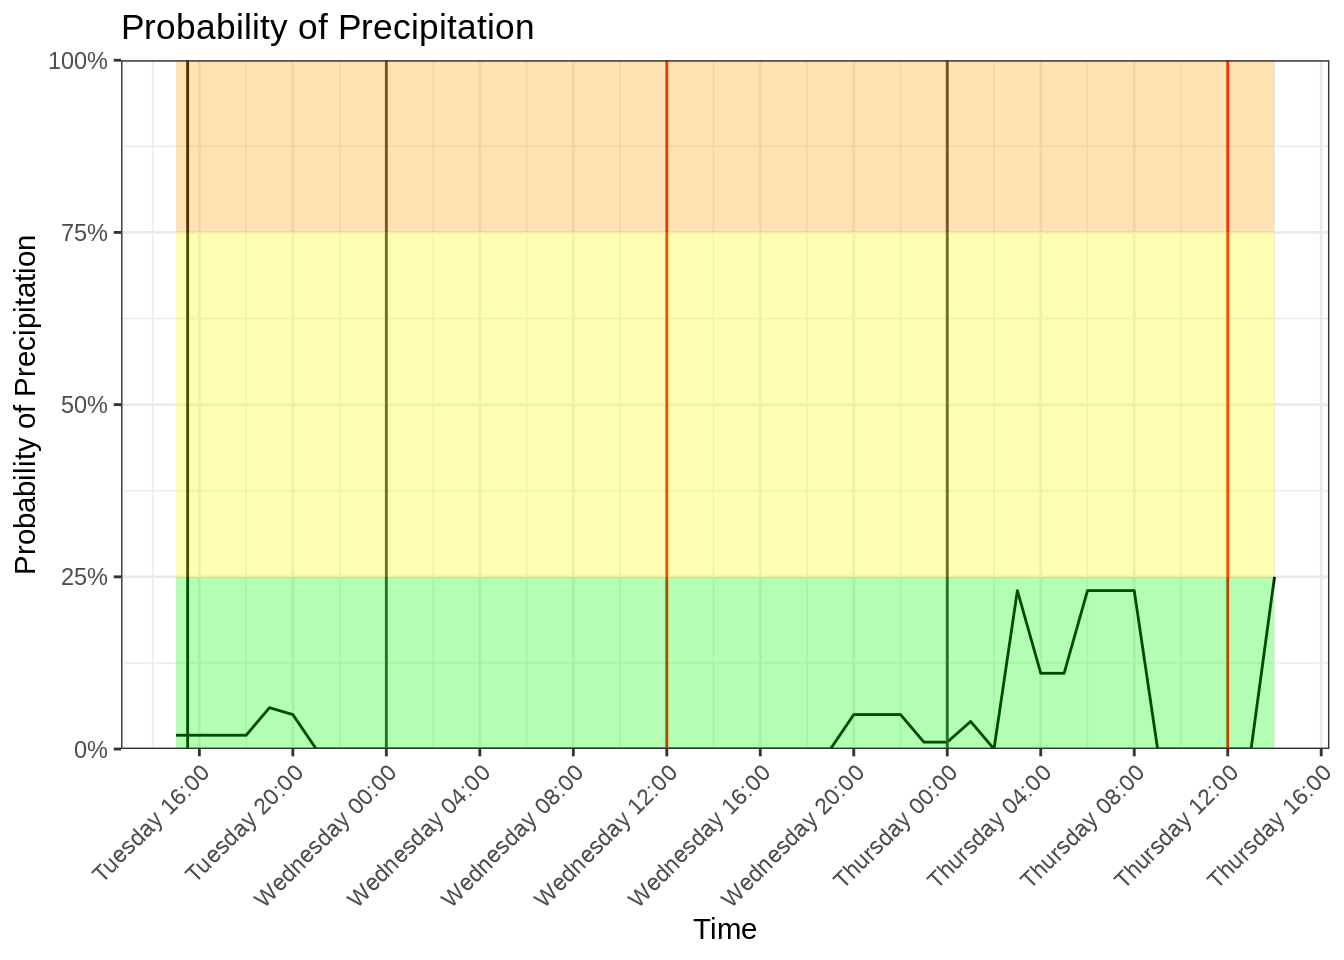 Probability of Precipitation
Probability of Precipitation
100%
75%
50%
25%
0%
Tuesday 16:00
Tuesday 20:00
Wednesday 00:00
Wednesday 04:00
Wednesday 08:00
Wednesday 12:00
Wednesday 16:00
Wednesday 20:00
Thursday 00:00
Thursday 04:00
Thursday 08:00
Thursday 12:00
Thursday 16:00
Time